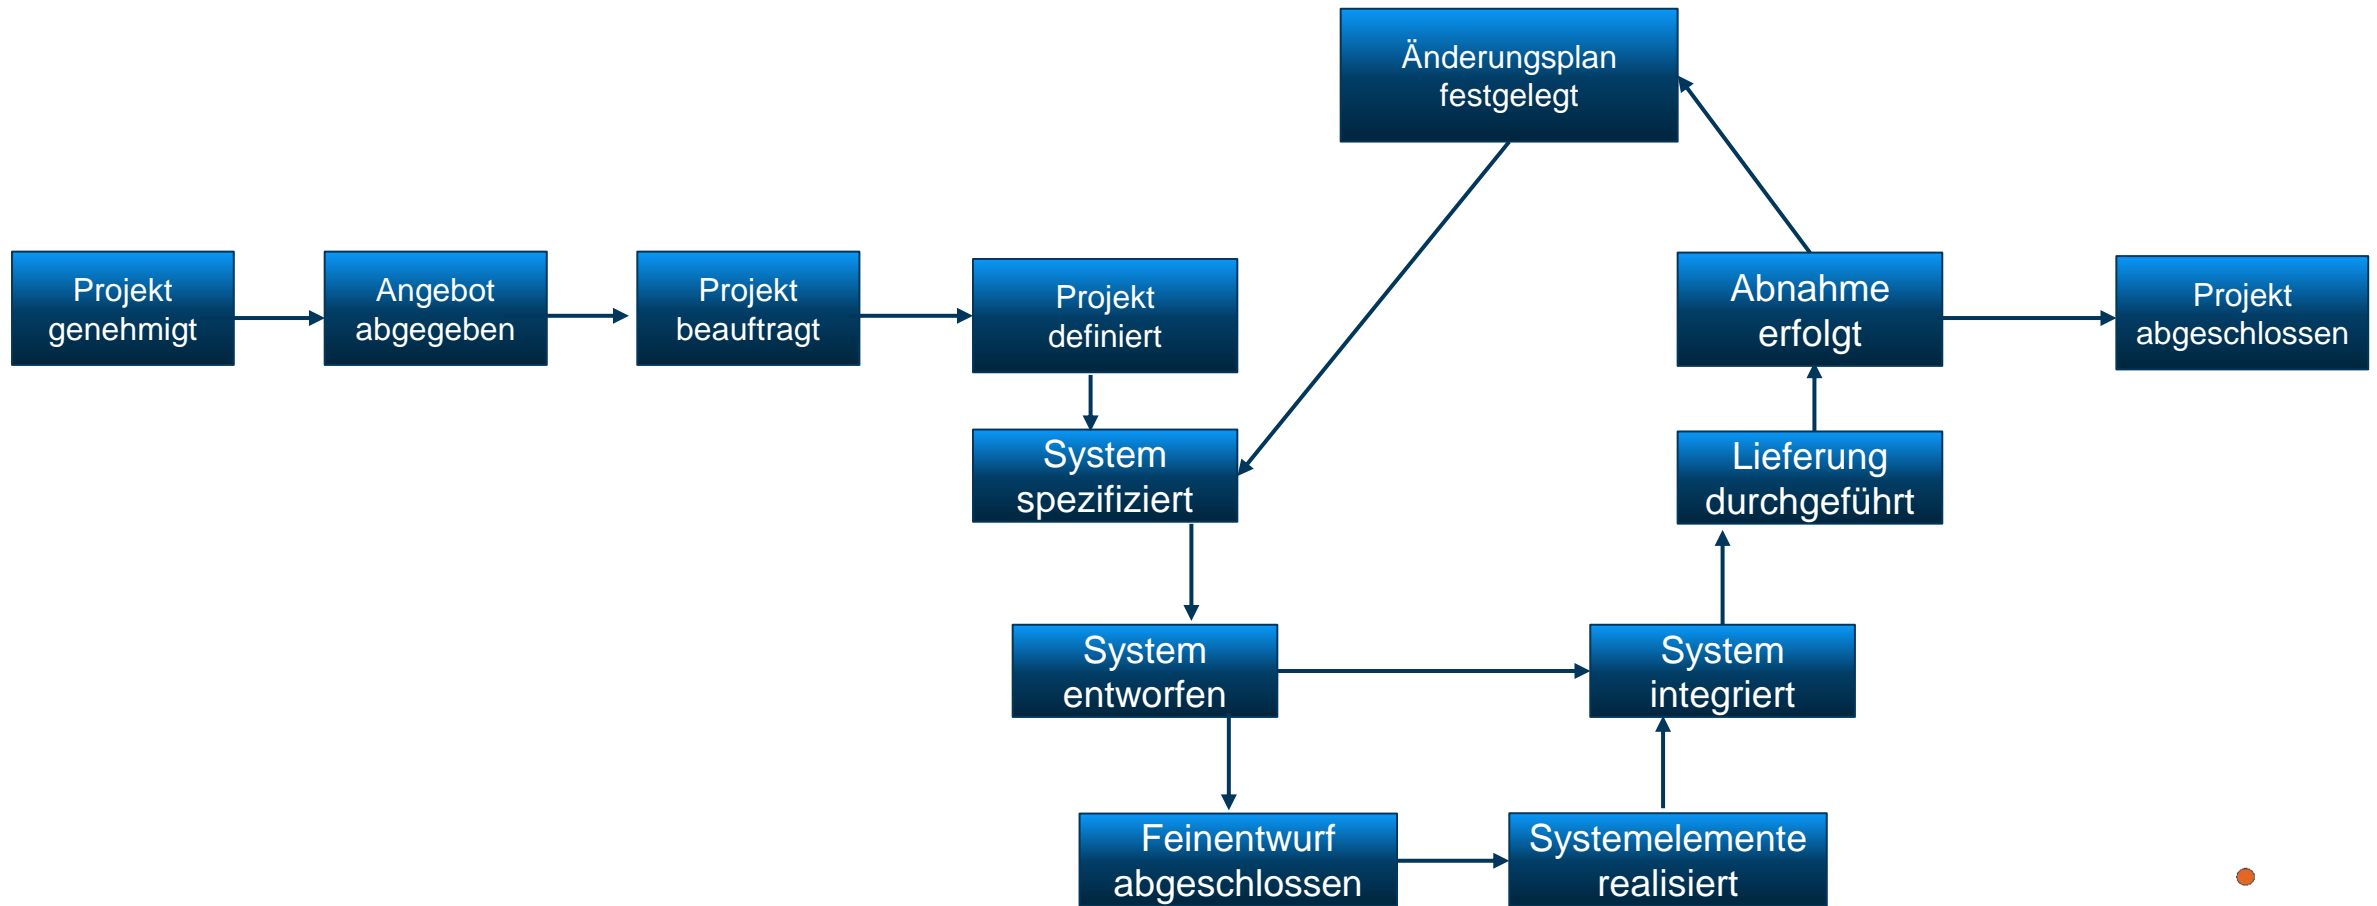 Änderungsplan
festgelegt
Projekt
genehmigt
Angebot
abgegeben
Projekt
beauftragt
Projekt
definiert
Abnahme
erfolgt
Projekt
abgeschlossen
System
spezifiziert
Lieferung
durchgeführt
System
entworfen
System
integriert
Feinentwurf
abgeschlossen
Systemelemente
realisiert